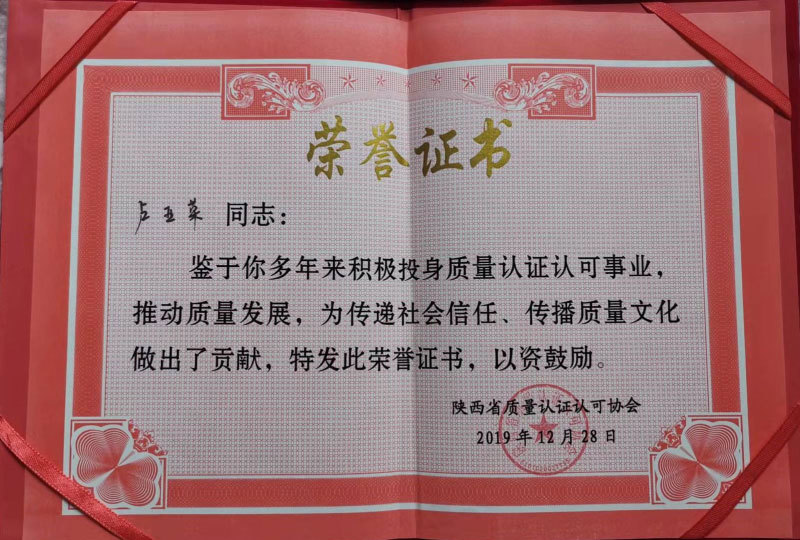 荣誉证书
卢亚菜 同志：
鉴于你多年来积极投身质量认证认可事业，
推动质量发展，为传递社会信任、传播质量文化
做出了贡献，特发此荣誉证书，以资鼓励。
陕西省质量认证认可协会
2019年12月28日